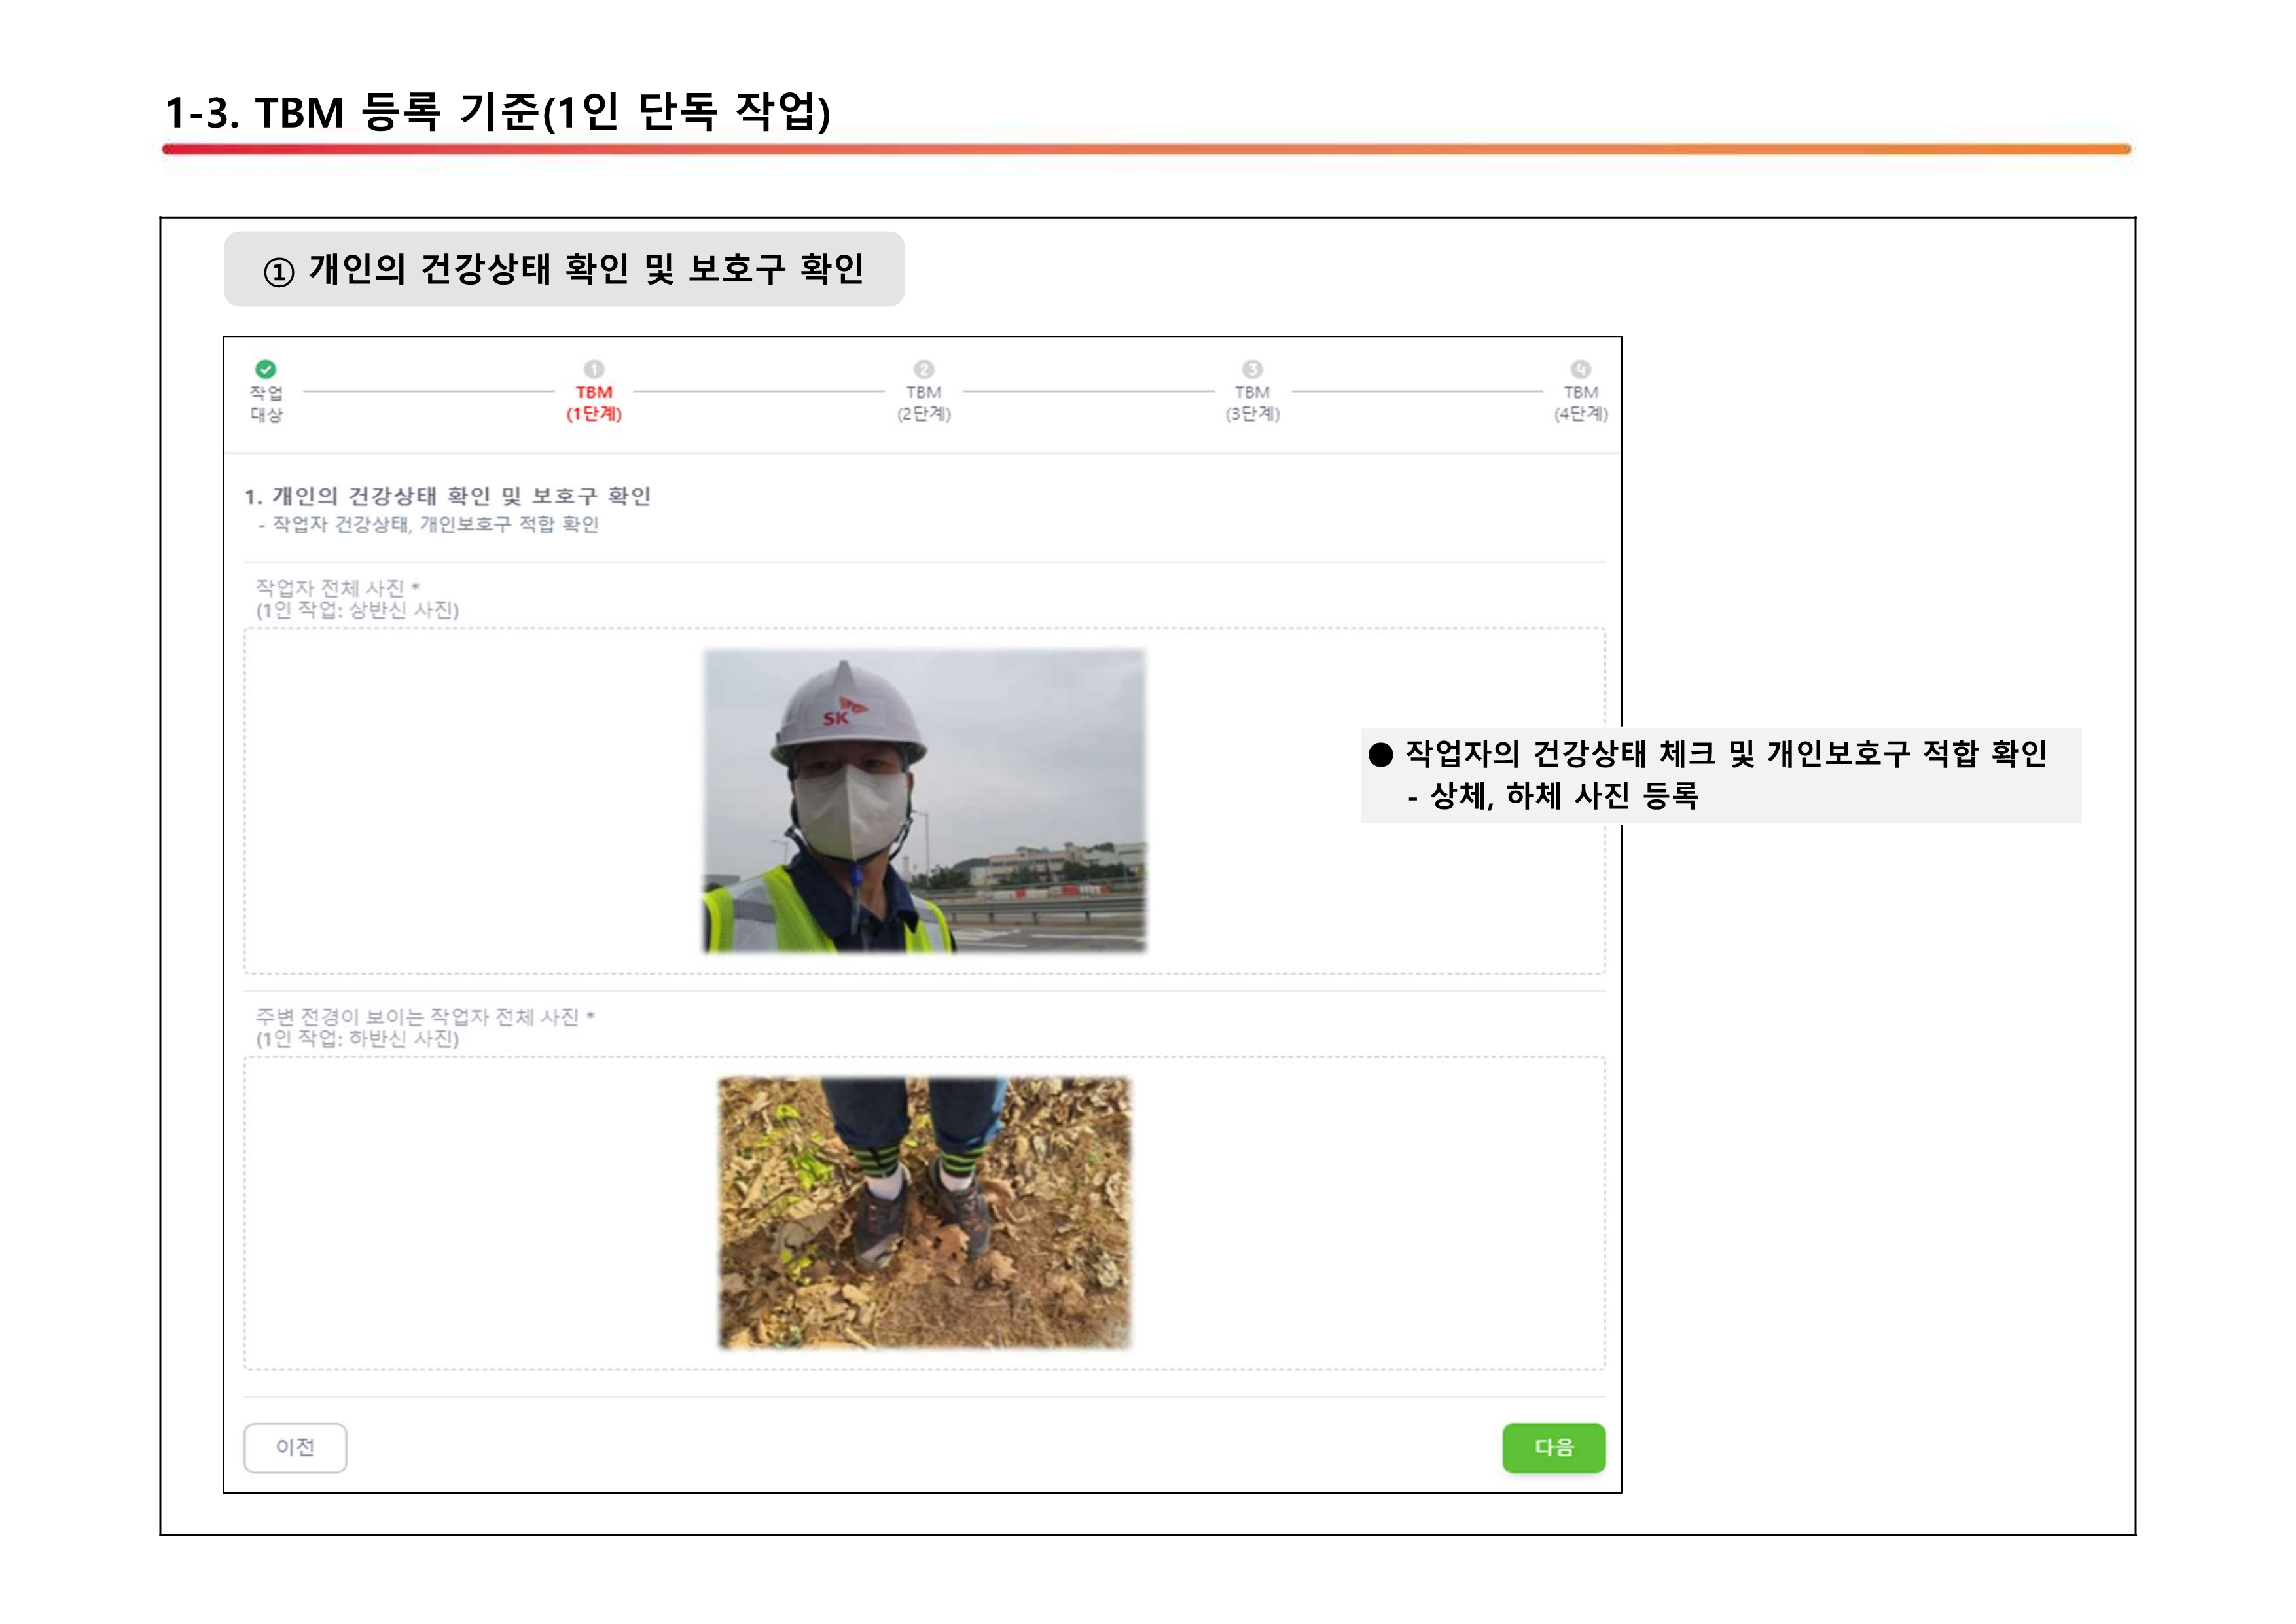 1-3. TBM 등록 기준(1인 단독 작업)
① 개인의 건강상태 확인 및 보호구 확인
작업
대상
1
TBM
(1단계)
2
TBM
(2단계)
3
TBM
(3단계)
4
TBM
(4단계)
1. 개인의 건강상태 확인 및 보호구 확인
- 작업자 건강상태, 개인보호구 적합 확인
작업자 전체 사진 *
(1인 작업: 상반신 사진)
SK
● 작업자의 건강상태 체크 및 개인보호구 적합 확인
- 상체, 하체 사진 등록
주변 전경이 보이는 작업자 전체 사진 *
(1인 작업: 하반신 사진)
이전
다음